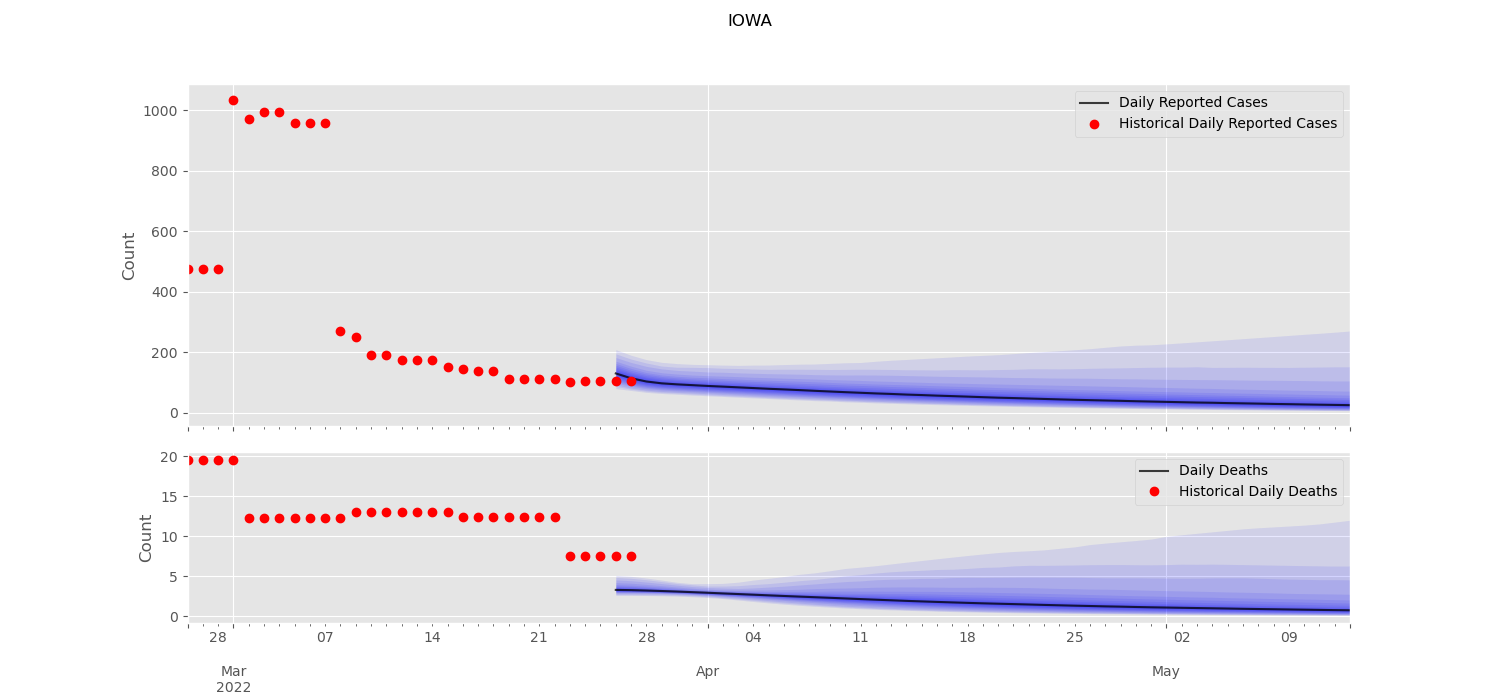 IOWA
Count
1000
800
600
400
200
0
Daily Reported Cases
Historical Daily Reported Cases
Count
20
15
10
5
0
Daily Deaths
Historical Daily Deaths
28 07 14 21 28 04 11 18 25 02 09
Mar Apr May
2022